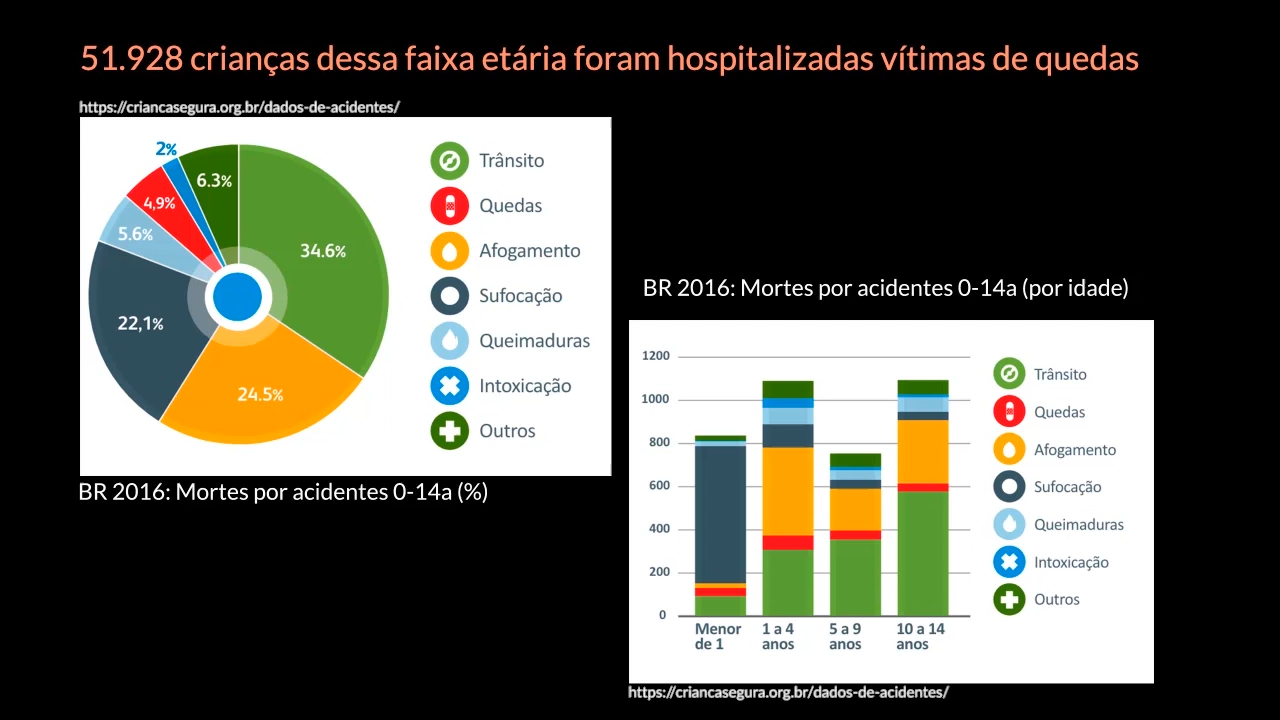 51.928 crianças dessa faixa etária foram hospitalizadas vítimas de quedas
https://criancasegura.org.br/dados-de-acidentes/
2%
6.3%
4,9%
5.6%
34.6%
22,1%
24.5%
Trânsito
Quedas
Afogamento
Sufocação
Queimaduras
Intoxicação
Outros
BR 2016: Mortes por acidentes 0-14a (%)
BR 2016: Mortes por acidentes 0-14a (por idade)
1200
1000
800
600
400
200
0
Menor de 1
1 a 4 anos
5 a 9 anos
10 a 14 anos
Trânsito
Quedas
Afogamento
Sufocação
Queimaduras
Intoxicação
Outros
https://criancasegura.org.br/dados-de-acidentes/